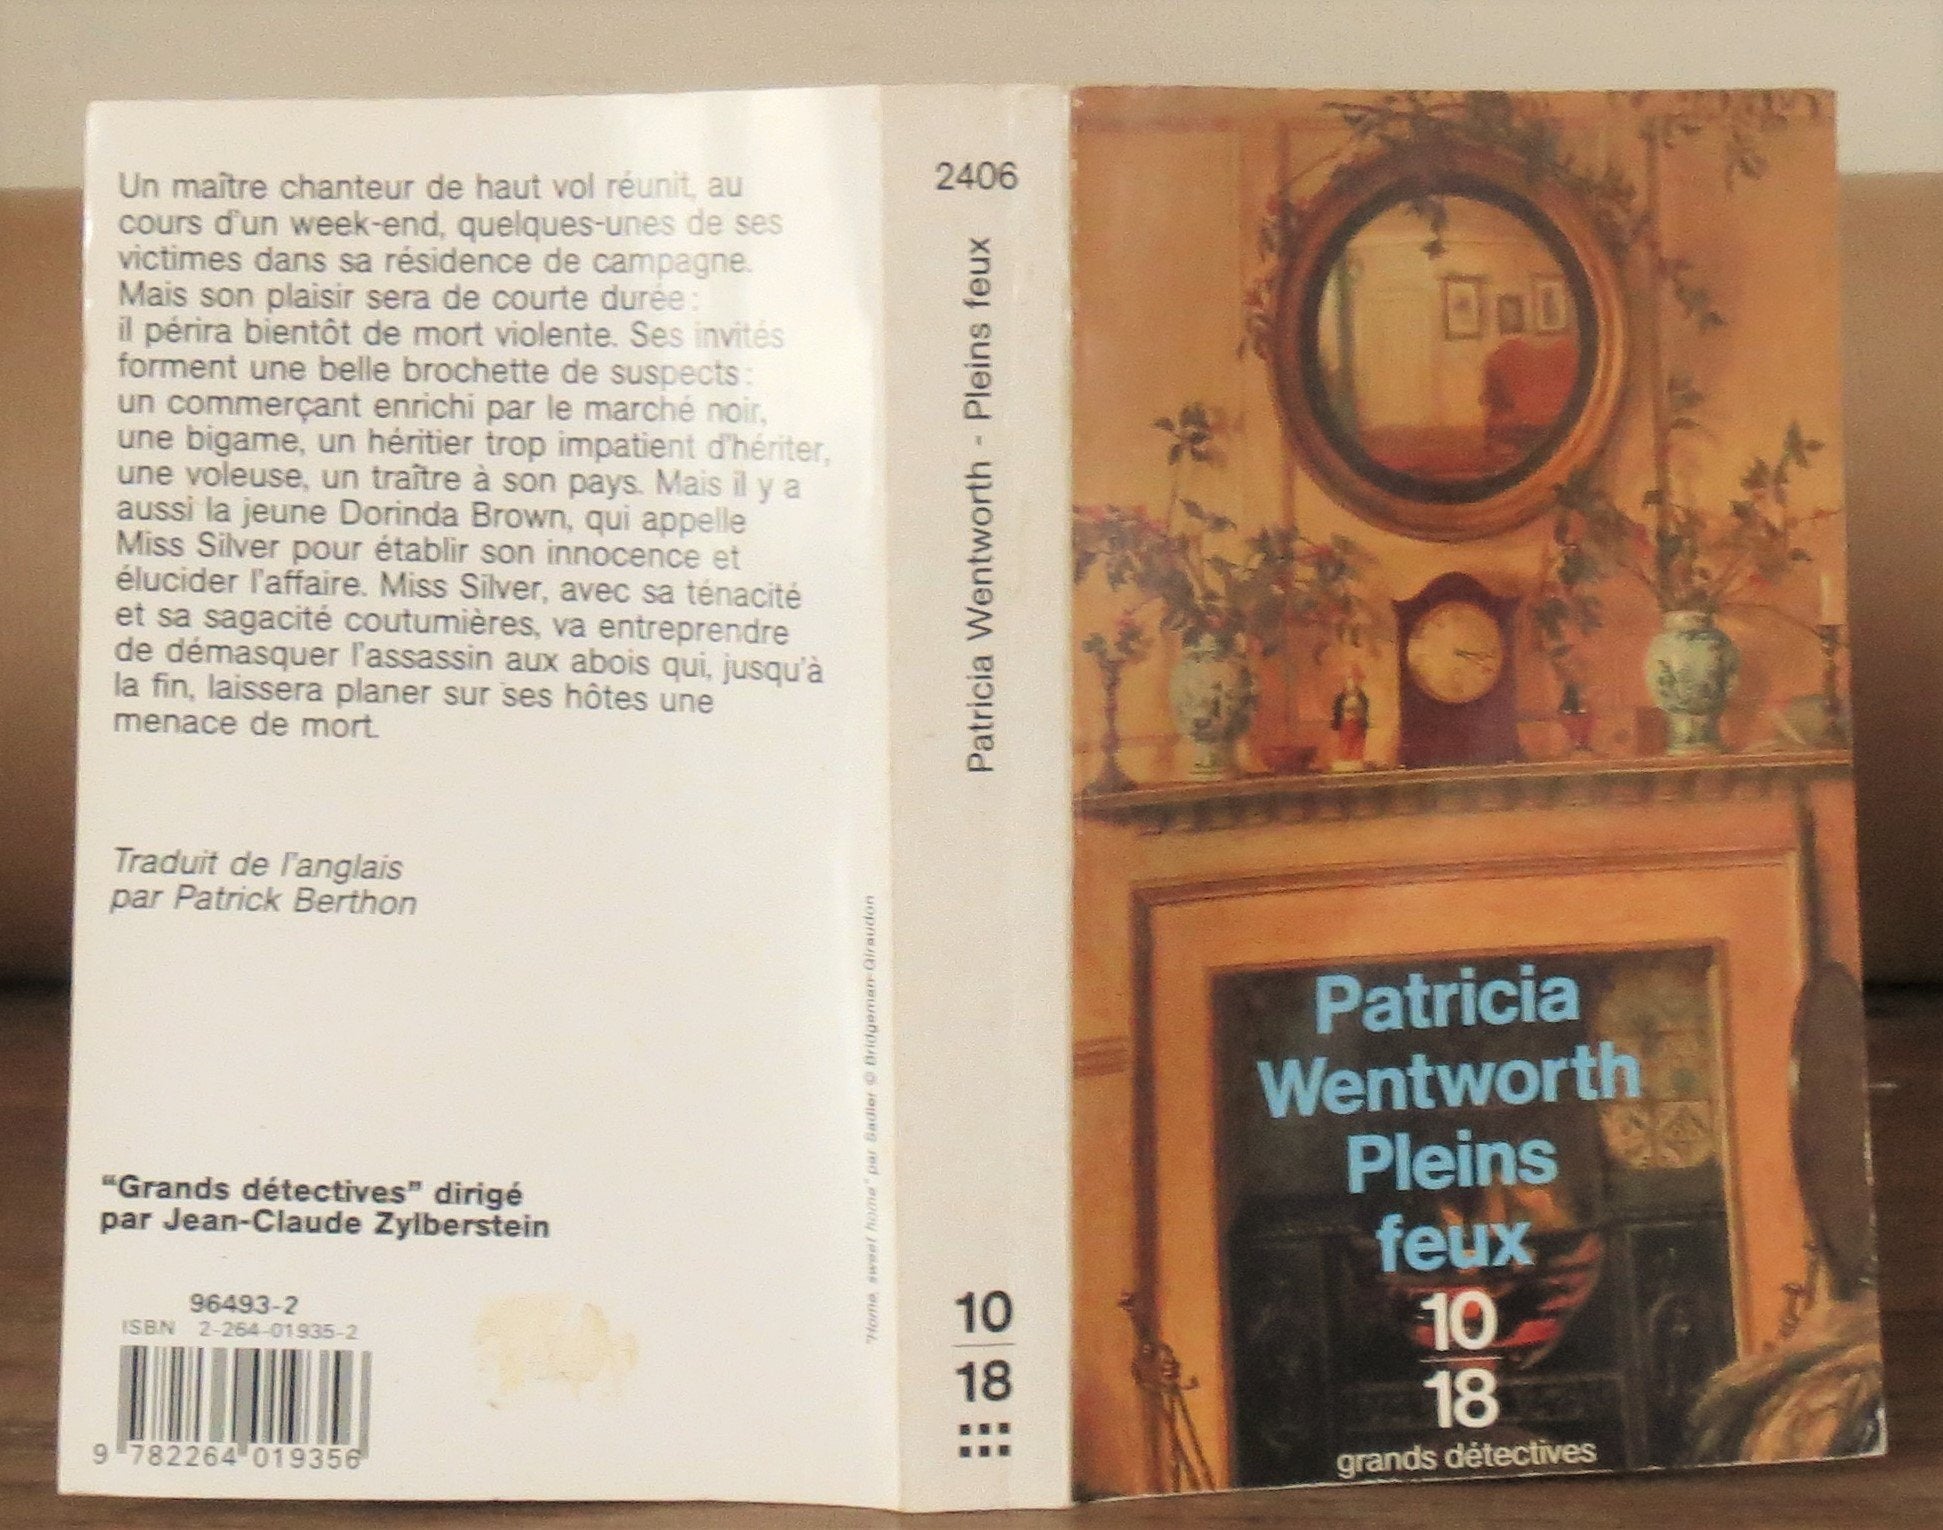 Un maître chanteur de haut vol réunit, au
cours d'un week-end, quelques-unes de ses
victimes dans sa résidence de campagne.
Mais son plaisir sera de courte durée :
il périra bientôt de mort violente. Ses invités
forment une belle brochette de suspects :
un commerçant enrichi par le marché noir,
une bigame, un héritier trop impatient d'hériter,
une voleuse, un traître à son pays. Mais il y a
aussi la jeune Dorinda Brown, qui appelle
Miss Silver pour établir son innocence et
élucider l'affaire. Miss Silver, avec sa ténacité
et sa sagacité coutumières, va entreprendre
de démasquer l'assassin aux abois qui, jusqu'à
la fin, laissera planer sur ses hôtes une
menace de mort.
Traduit de l'anglais
par Patrick Berthon
"Grands détectives" dirigé
par Jean-Claude Zylberstein
96493-2
ISBN 2-264-01935-2
9 782264 019356
"Home, sweet home" par Sadler © Bridgeman-Giraudon
2406
Patricia Wentworth - Pleins feux
10
18
Patricia
Wentworth
Pleins
feux
10
18
grands détectives